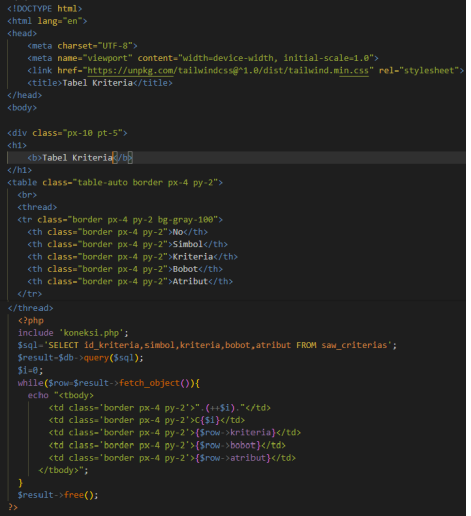 <!DOCTYPE html>
<html lang="en">
<head>
    <meta charset="UTF-8">
    <meta name="viewport" content="width=device-width, initial-scale=1.0">
    <link href="https://unpkg.com/tailwindcss@^1.0/dist/tailwind.min.css" rel="stylesheet">
    <title>Tabel Kriteria</title>
</head>
<body>

<div class="px-10 pt-5">
<h1>
    <b>Tabel Kriteria</b>
</h1>
<table class="table-auto border px-4 py-2">
  <br>
  <thead>
  <tr class="border px-4 py-2 bg-gray-100">
    <th class="border px-4 py-2">No</th>
    <th class="border px-4 py-2">Simbol</th>
    <th class="border px-4 py-2">Kriteria</th>
    <th class="border px-4 py-2">Bobot</th>
    <th class="border px-4 py-2">Atribut</th>
  </tr>
</thead>
  <?php
  include 'koneksi.php';
  $sql='SELECT id_kriteria,simbol,kriteria,bobot,atribut FROM saw_criterias';
  $result=$db->query($sql);
  $i=0;
  while($row=$result->fetch_object()){
    echo "<tbody>
        <td class='border px-4 py-2'>".(++$i)."</td>
        <td class='border px-4 py-2'>C{$i}</td>
        <td class='border px-4 py-2'>{$row->kriteria}</td>
        <td class='border px-4 py-2'>{$row->bobot}</td>
        <td class='border px-4 py-2'>{$row->atribut}</td>
      </tbody>";
  }
  $result->free();
?>